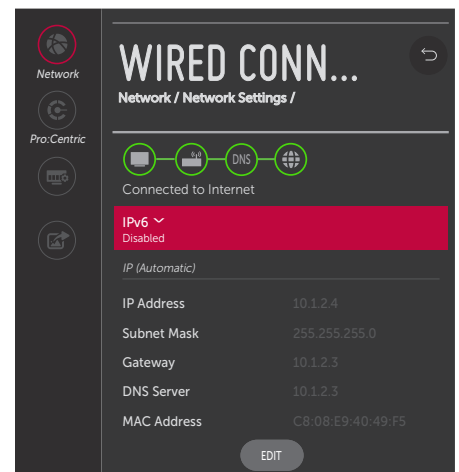 Network
Pro:Centric
WIRED CONN...
Network / Network Settings /
DNS
Connected to Internet
IPv6
Disabled
IP (Automatic)
IP Address 10.1.2.4
Subnet Mask 255.255.255.0
Gateway 10.1.2.3
DNS Server 10.1.2.3
MAC Address C8:08:E9:40:49:F5
EDIT